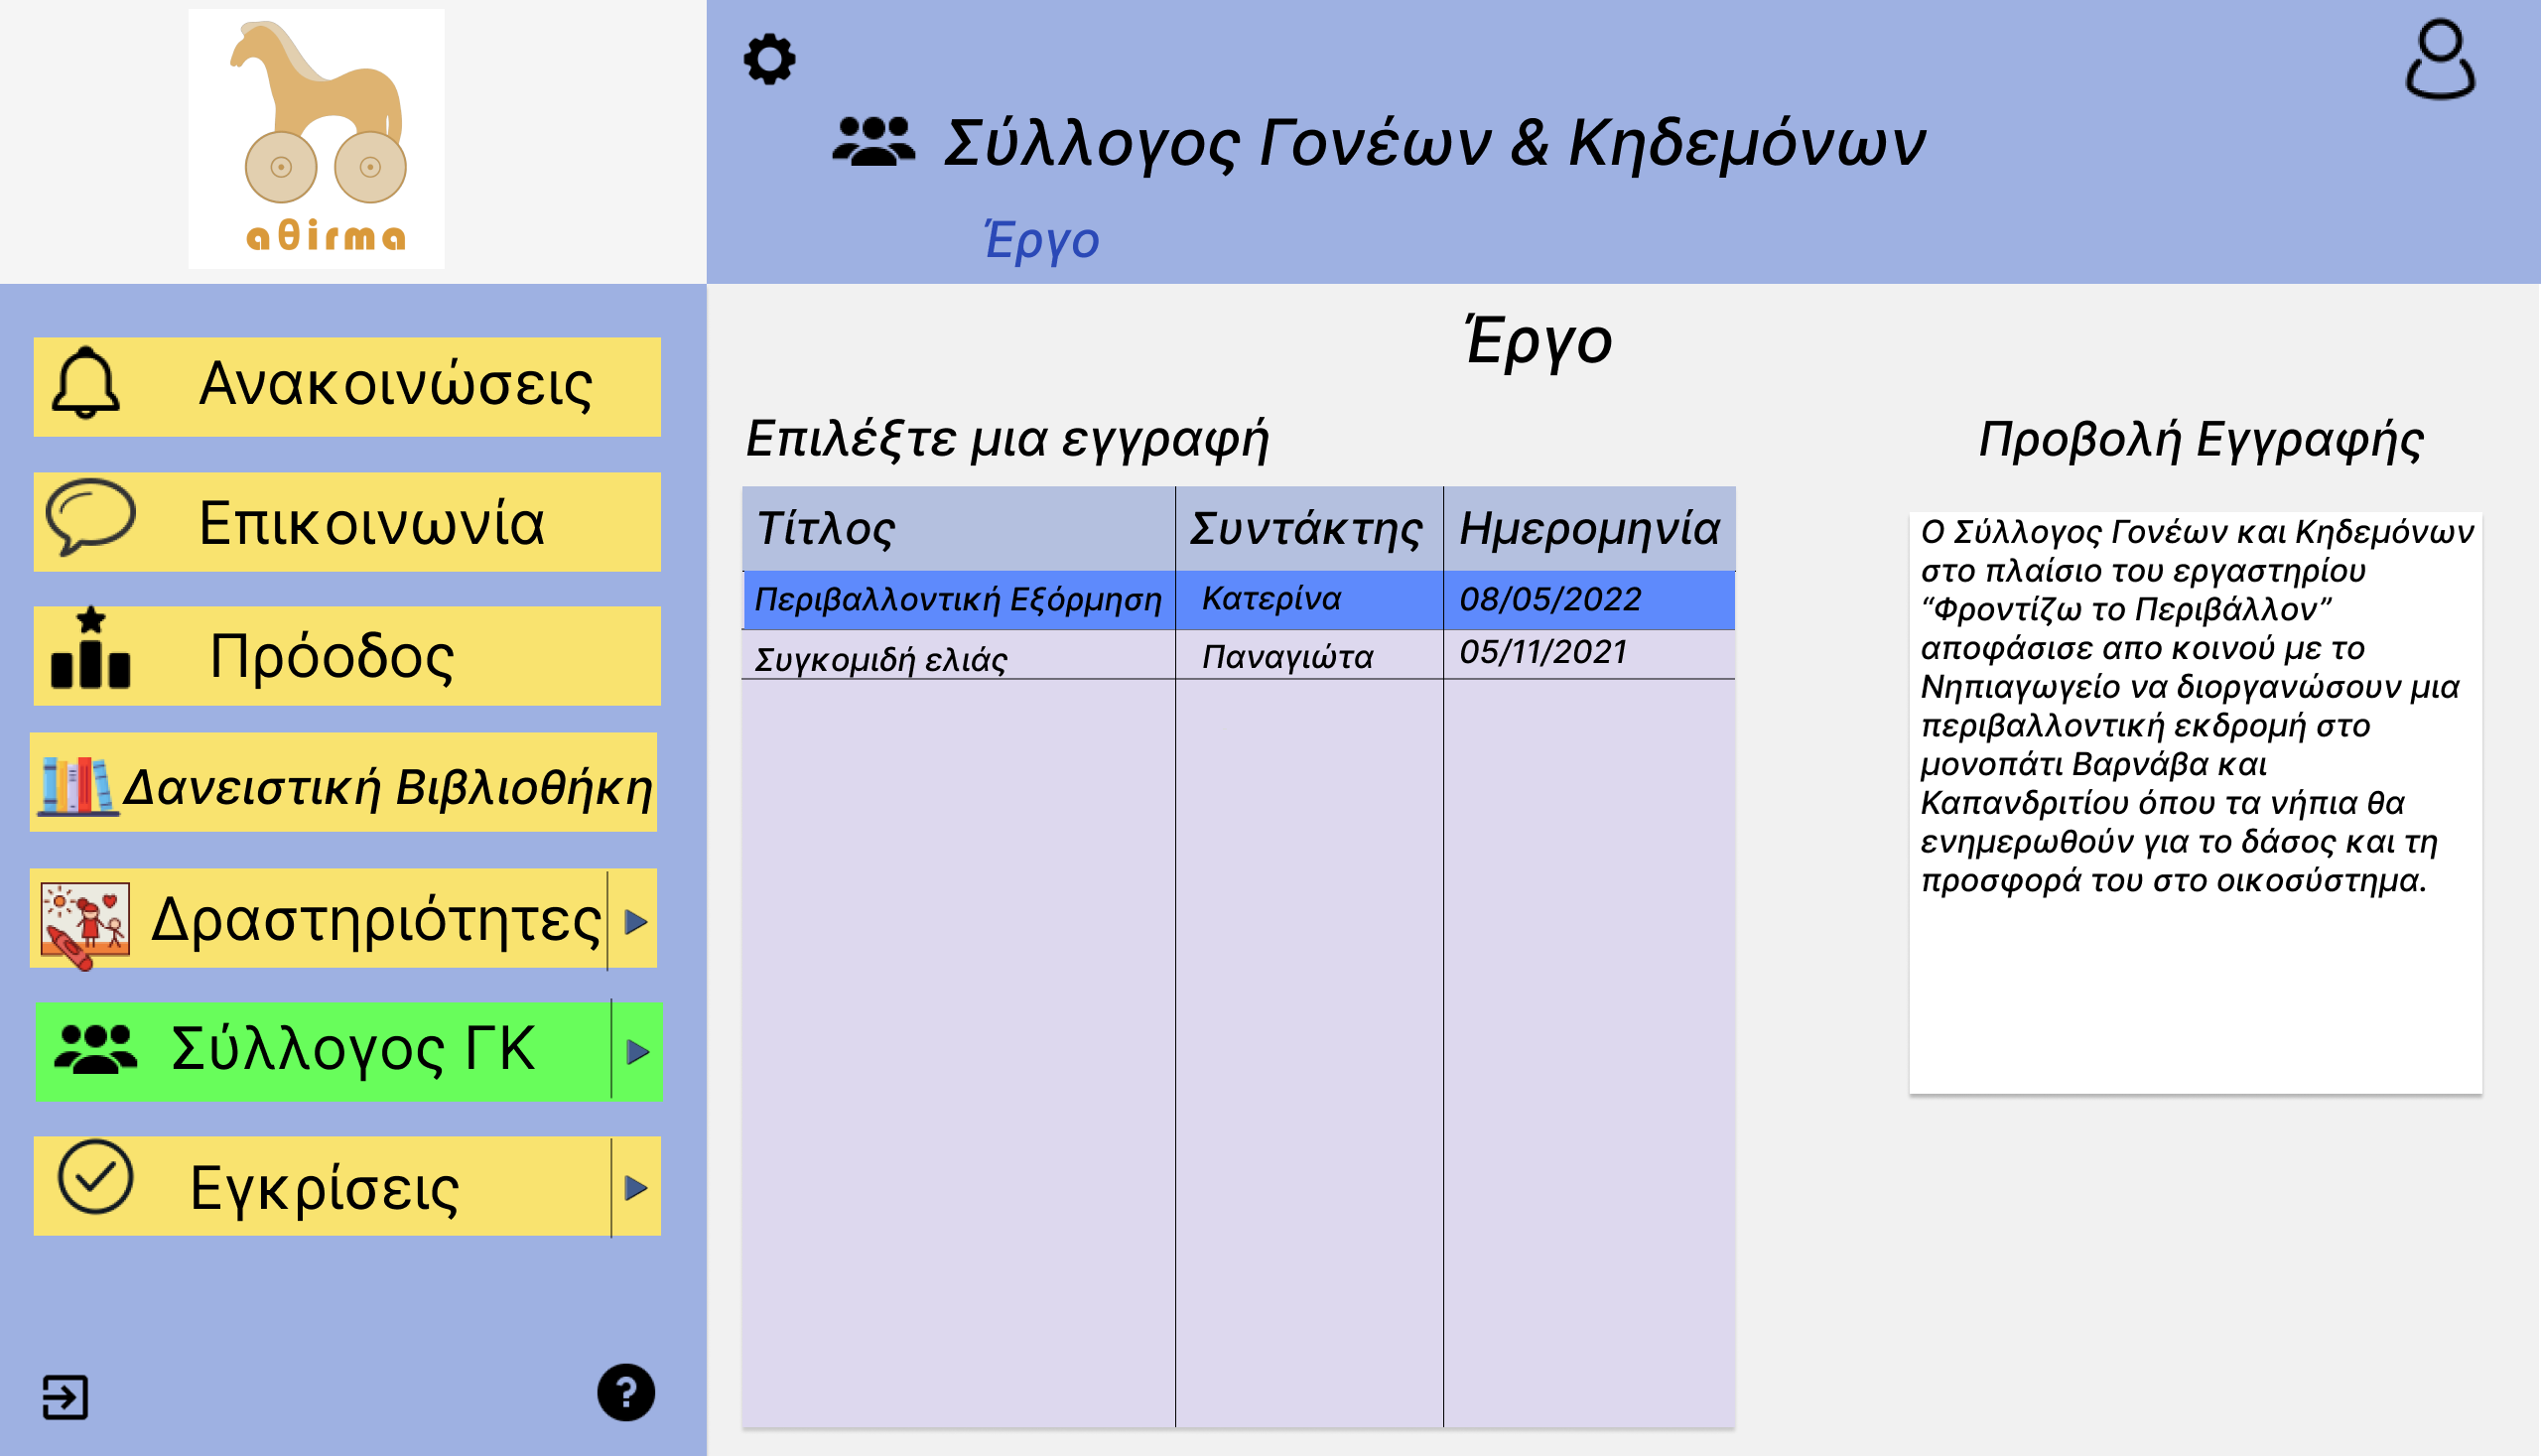 aθirma
Σύλλογος Γονέων & Κηδεμόνων
Έργο
Ανακοινώσεις
Επικοινωνία
Πρόοδος
Δανειστική Βιβλιοθήκη
Δραστηριότητες
Σύλλογος ΓΚ
Εγκρίσεις
?
Έργο
Επιλέξτε μια εγγραφή
Τίτλος Συντάκτης Ημερομηνία
Περιβαλλοντική Εξόρμηση Κατερίνα 08/05/2022
Συγκομιδή ελιάς Παναγιώτα 05/11/2021
Προβολή Εγγραφής
Ο Σύλλογος Γονέων και Κηδεμόνων
στο πλαίσιο του εργαστηρίου
“Φροντίζω το Περιβάλλον”
αποφάσισε απο κοινού με το
Νηπιαγωγείο να διοργανώσουν μια
περιβαλλοντική εκδρομή στο
μονοπάτι Βαρνάβα και
Καπανδριτίου όπου τα νήπια θα
ενημερωθούν για το δάσος και τη
προσφορά του στο οικοσύστημα.